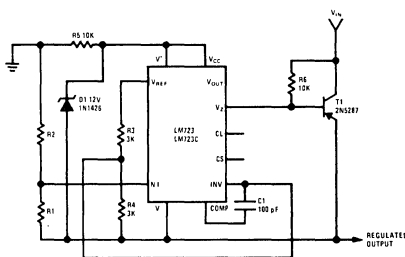 VIN
R5 10K
V+ VCC
VREF VOUT
R6
10K
D1 12V
1N1426
VZ
T1
2N5287
R2
R3
3K
LM723
LM723C
CL
CS
R4
3K
NI INV
R1
V- COMP
C1
100 pF
REGULATED
OUTPUT